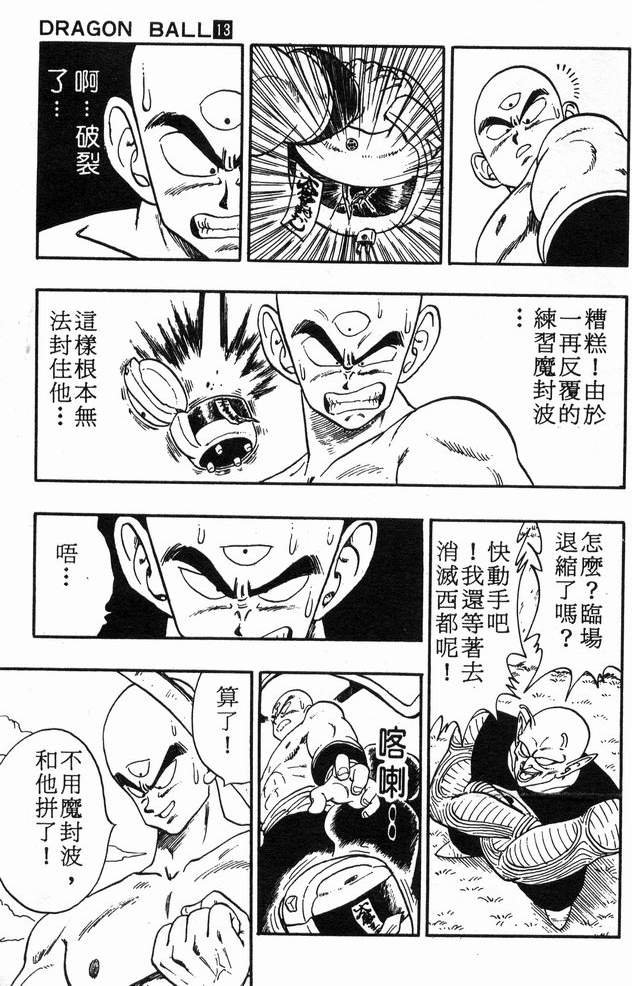 DRAGON BALL 13
啊…破裂
了…
糟糕！由於
一再反覆的
練習魔封波
…
這樣根本無
法封住他…
怎麼？臨場
退縮了嗎？
快動手吧
！我還等著去
消滅西都呢！
唔…
喀喇！
算了！
不用魔封波，
和他拼了！